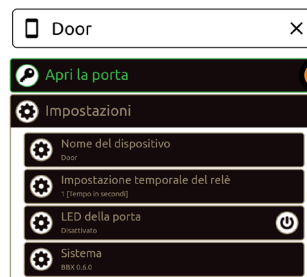 Door
Apri la porta
Impostazioni
Nome del dispositivo
Door
Impostazione temporale del relè
1 [Tempo in secondi]
LED della porta
Disattivato
Sistema
BBX 0.6.0